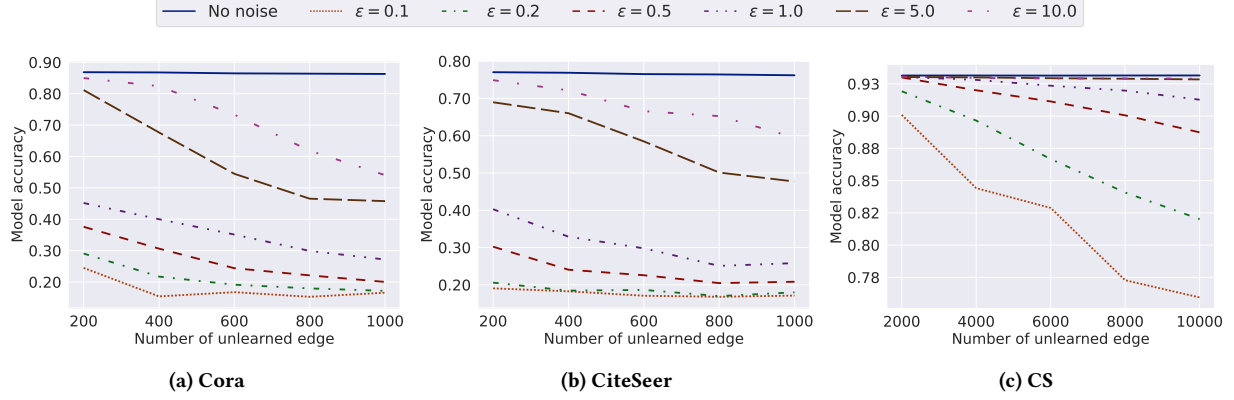 No noise ε = 0.1 ε = 0.2 ε = 0.5 ε = 1.0 ε = 5.0 ε = 10.0
Model accuracy
0.90
0.80
0.70
0.60
0.50
0.40
0.30
0.20
200 400 600 800 1000
Number of unlearned edge
(a) Cora
Model accuracy
0.80
0.70
0.60
0.50
0.40
0.30
0.20
200 400 600 800 1000
Number of unlearned edge
(b) CiteSeer
Model accuracy
0.93
0.90
0.88
0.85
0.82
0.80
0.78
2000 4000 6000 8000 10000
Number of unlearned edge
(c) CS